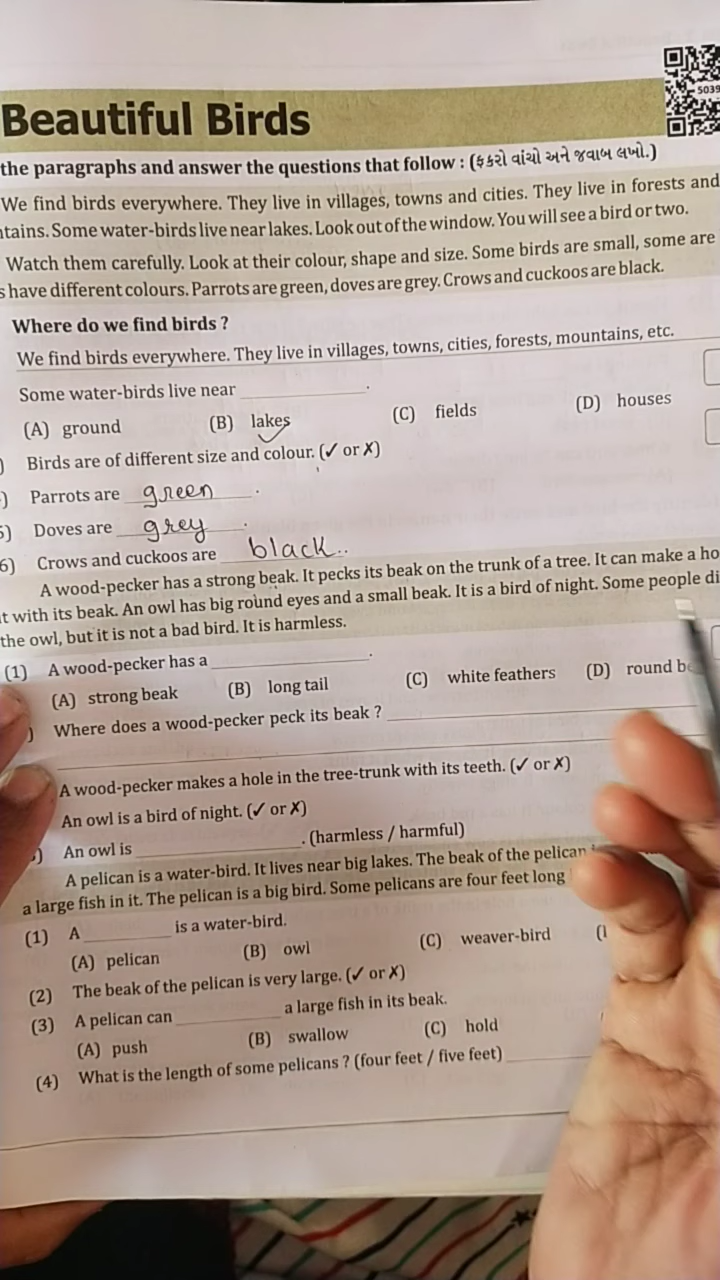 5039
Beautiful Birds
the paragraphs and answer the questions that follow : (ફકરો વાંચો અને જવાબ લખો.)
We find birds everywhere. They live in villages, towns and cities. They live in forests and
ntains. Some water-birds live near lakes. Look out of the window. You will see a bird or two.
Watch them carefully. Look at their colour, shape and size. Some birds are small, some are
s have different colours. Parrots are green, doves are grey. Crows and cuckoos are black.
Where do we find birds ?
We find birds everywhere. They live in villages, towns, cities, forests, mountains, etc.
Some water-birds live near ____________.
(A) ground (B) lakes (C) fields (D) houses
) Birds are of different size and colour. (✓ or ✗)
) Parrots are green.
5) Doves are grey.
6) Crows and cuckoos are black..
A wood-pecker has a strong beak. It pecks its beak on the trunk of a tree. It can make a ho
it with its beak. An owl has big round eyes and a small beak. It is a bird of night. Some people di
the owl, but it is not a bad bird. It is harmless.
(1) A wood-pecker has a ____________.
(A) strong beak (B) long tail (C) white feathers (D) round b
) Where does a wood-pecker peck its beak ? ____________
A wood-pecker makes a hole in the tree-trunk with its teeth. (✓ or ✗)
An owl is a bird of night. (✓ or ✗)
) An owl is ____________. (harmless / harmful)
A pelican is a water-bird. It lives near big lakes. The beak of the pelican
a large fish in it. The pelican is a big bird. Some pelicans are four feet long
(1) A ________ is a water-bird.
(A) pelican (B) owl (C) weaver-bird
(2) The beak of the pelican is very large. (✓ or ✗)
(3) A pelican can ________ a large fish in its beak.
(A) push (B) swallow (C) hold
(4) What is the length of some pelicans ? (four feet / five feet) ________